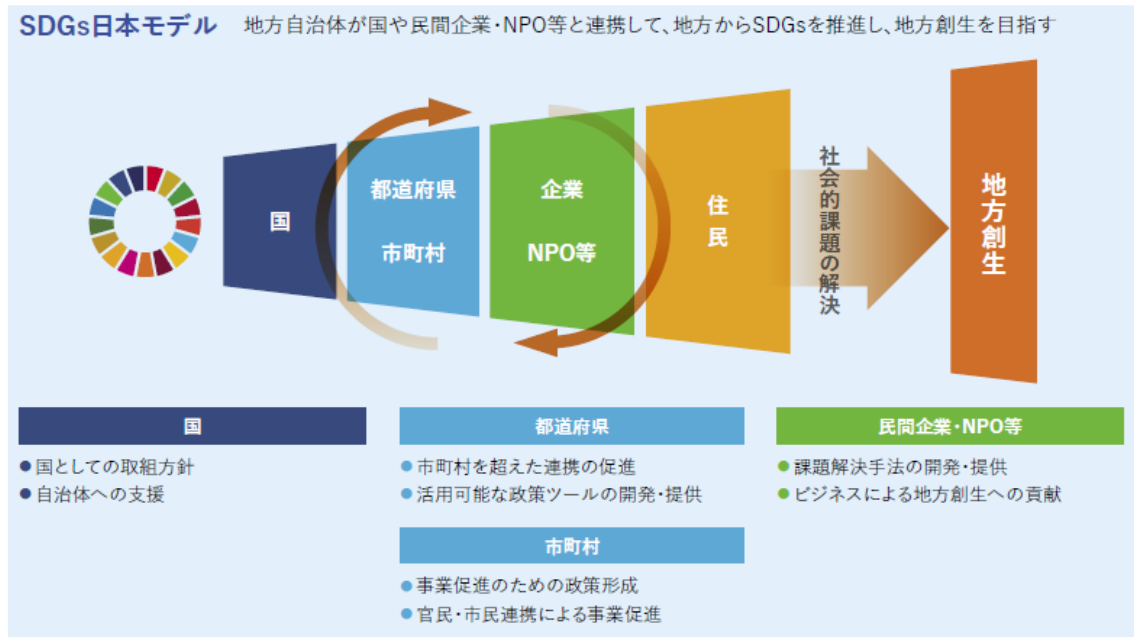 SDGs日本モデル 地方自治体が国や民間企業・NPO等と連携して、地方からSDGsを推進し、地方創生を目指す
国
都道府県
市町村
企業
NPO等
住民
社会的課題の解決
地方創生
国
●国としての取組方針
●自治体への支援
都道府県
●市町村を超えた連携の促進
●活用可能な政策ツールの開発・提供
市町村
●事業促進のための政策形成
●官民・市民連携による事業促進
民間企業・NPO等
●課題解決手法の開発・提供
●ビジネスによる地方創生への貢献